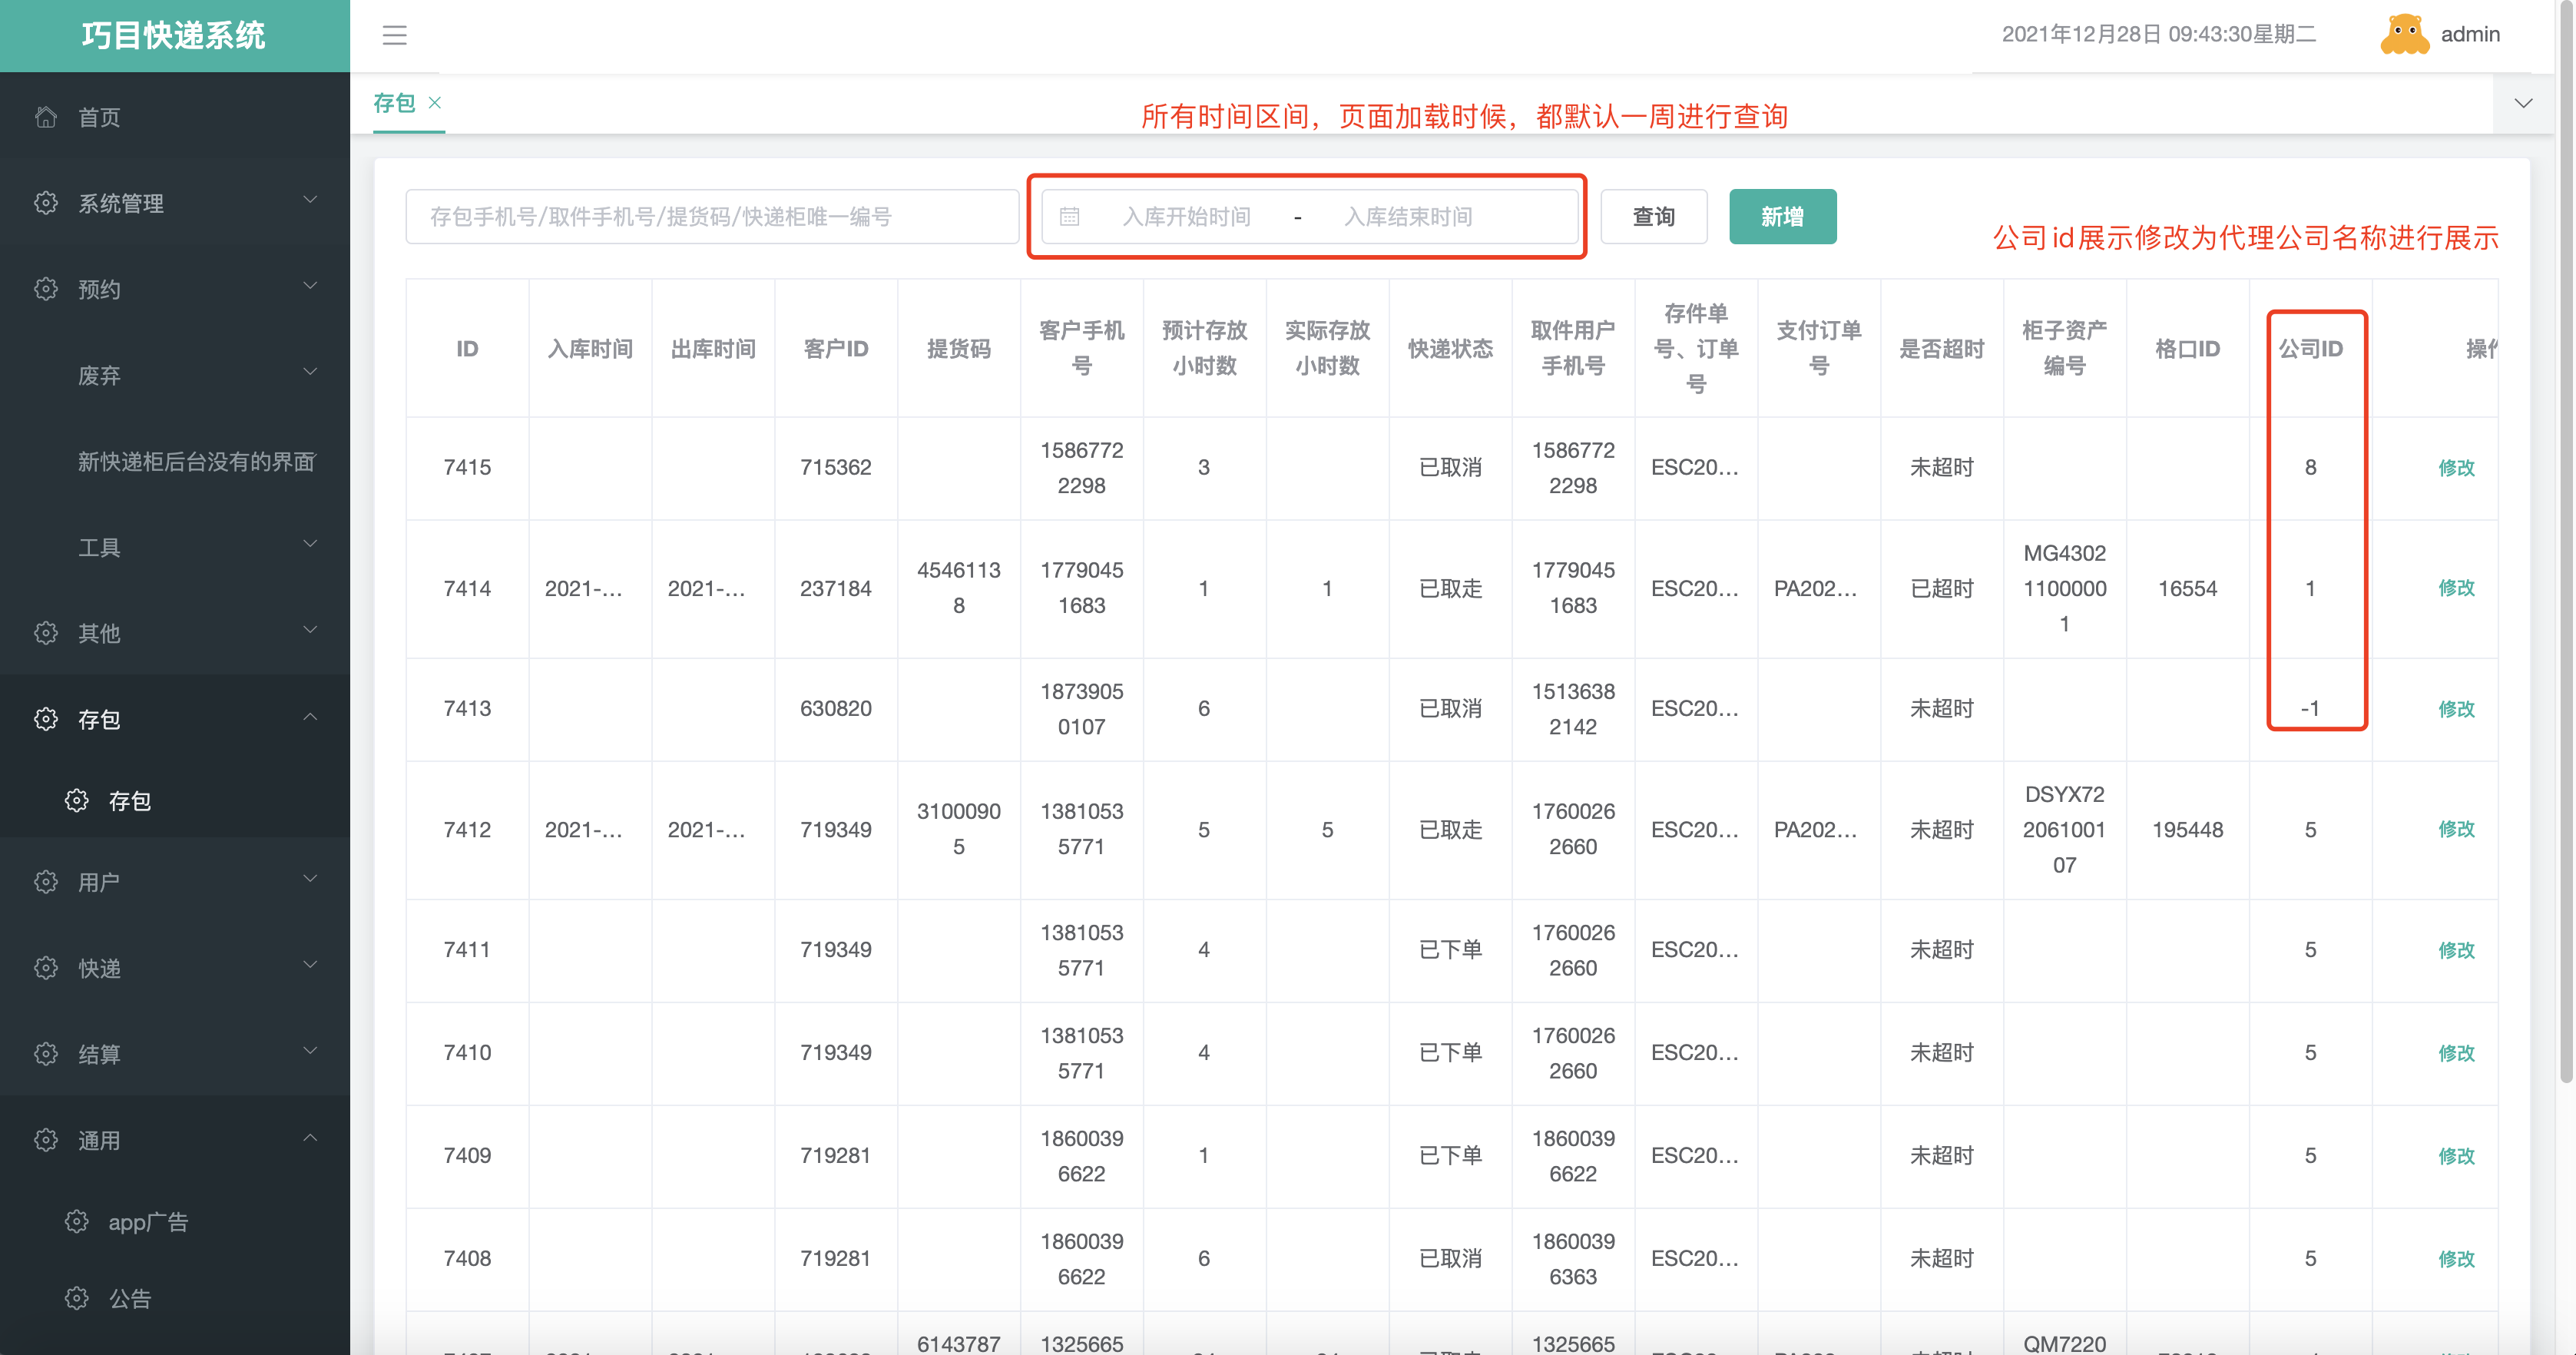 巧目快递系统
2021年12月28日 09:43:30星期二
admin
首页
系统管理
预约
废弃
新快递柜后台没有的界面
工具
其他
存包
存包
用户
快递
结算
通用
app广告
公告
存包
所有时间区间，页面加载时候，都默认一周进行查询
存包手机号/取件手机号/提货码/快递柜唯一编号
入库开始时间 - 入库结束时间
查询
新增
公司id展示修改为代理公司名称进行展示
ID 入库时间 出库时间 客户ID 提货码 客户手机号 预计存放小时数 实际存放小时数 快递状态 取件用户手机号 存件单号、订单号 支付订单号 是否超时 柜子资产编号 格口ID 公司ID 操作
7415 715362 15867722298 3 已取消 15867722298 ESC20... 未超时 8 修改
7414 2021-... 2021-... 237184 45461138 17790451683 1 1 已取走 17790451683 ESC20... PA202... 已超时 MG430211000001 16554 1 修改
7413 630820 18739050107 6 已取消 15136382142 ESC20... 未超时 -1 修改
7412 2021-... 2021-... 719349 31000905 13810535771 5 5 已取走 17600262660 ESC20... PA202... 未超时 DSYX72206100107 195448 5 修改
7411 719349 13810535771 4 已下单 17600262660 ESC20... 未超时 5 修改
7410 719349 13810535771 4 已下单 17600262660 ESC20... 未超时 5 修改
7409 719281 18600396622 1 已下单 18600396622 ESC20... 未超时 5 修改
7408 719281 18600396622 6 已取消 18600396363 ESC20... 未超时 5 修改
6143787 1325665 1325665 QM7220